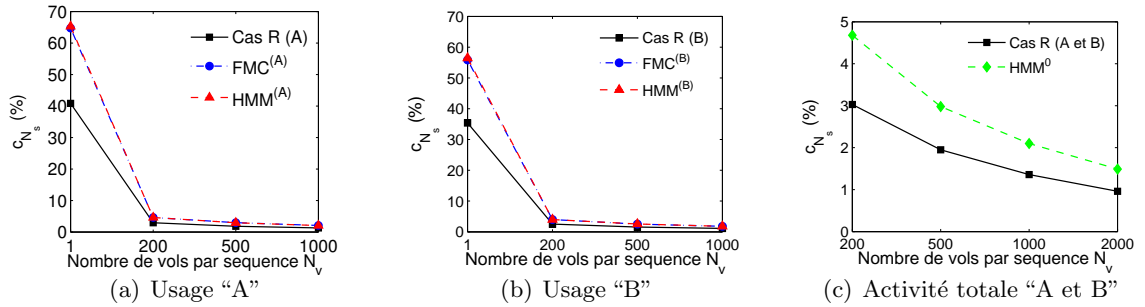 70
60
50
40
30
20
10
0
c_{N_s} (%)
Cas R (A)
FMC^{(A)}
HMM^{(A)}
1 200 500 1000
Nombre de vols par sequence N_v
(a) Usage “A”
70
60
50
40
30
20
10
0
c_{N_s} (%)
Cas R (B)
FMC^{(B)}
HMM^{(B)}
1 200 500 1000
Nombre de vols par sequence N_v
(b) Usage “B”
5
4
3
2
1
0
c_{N_s} (%)
Cas R (A et B)
HMM^0
200 500 1000 2000
Nombre de vols par sequence N_v
(c) Activité totale “A et B”